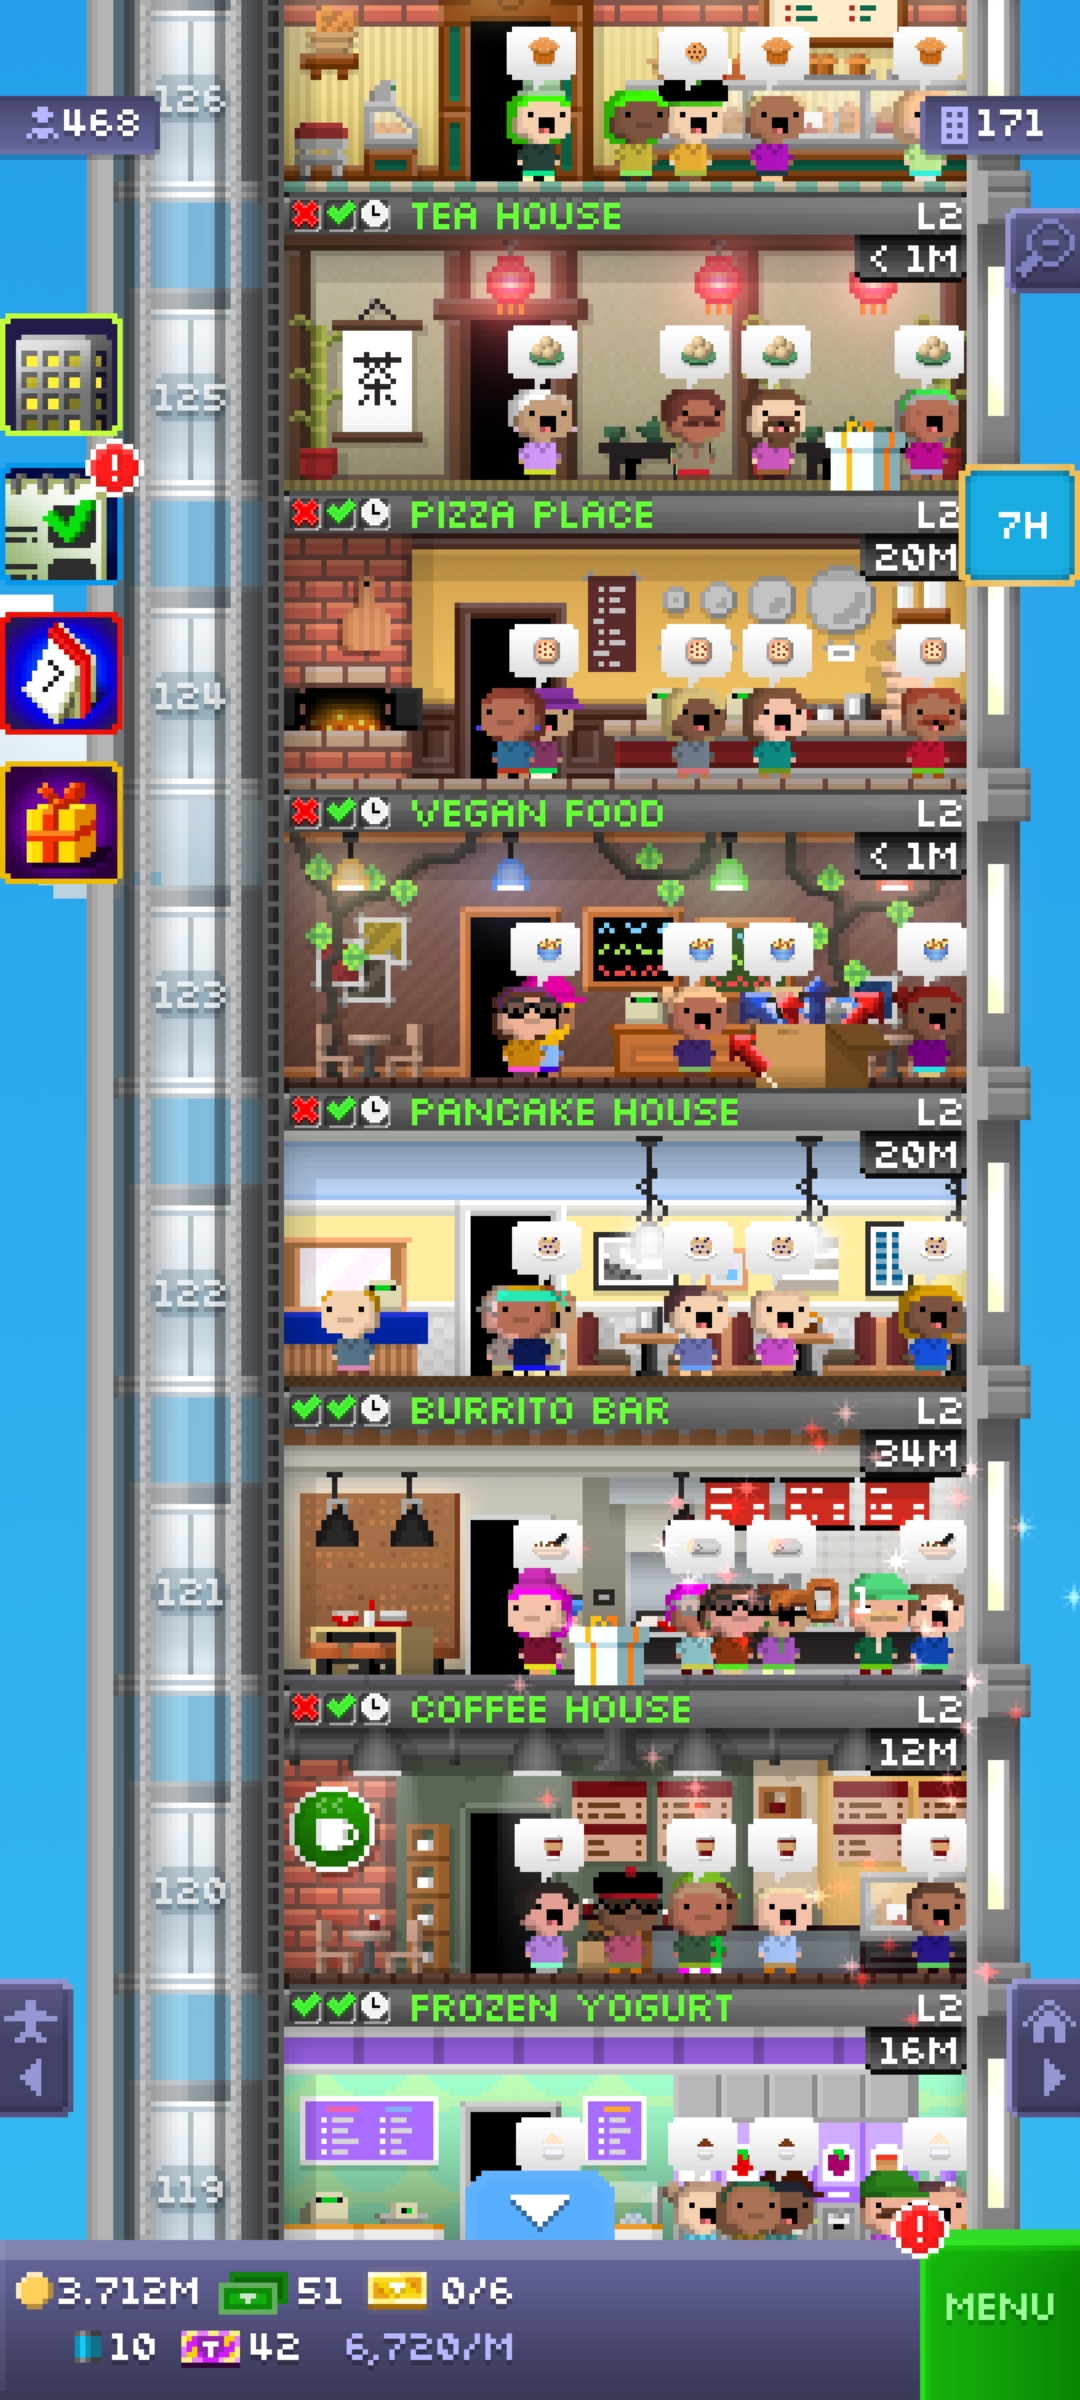 126
468
171
TEA HOUSE
L2
< 1M
茶
125
PIZZA PLACE
L2
7H
20M
124
VEGAN FOOD
L2
< 1M
123
PANCAKE HOUSE
L2
20M
122
BURRITO BAR
L2
34M
1
121
COFFEE HOUSE
L2
12M
120
FROZEN YOGURT
L2
16M
119
3.712M 51 0/6
MENU
10 42 6,720/M